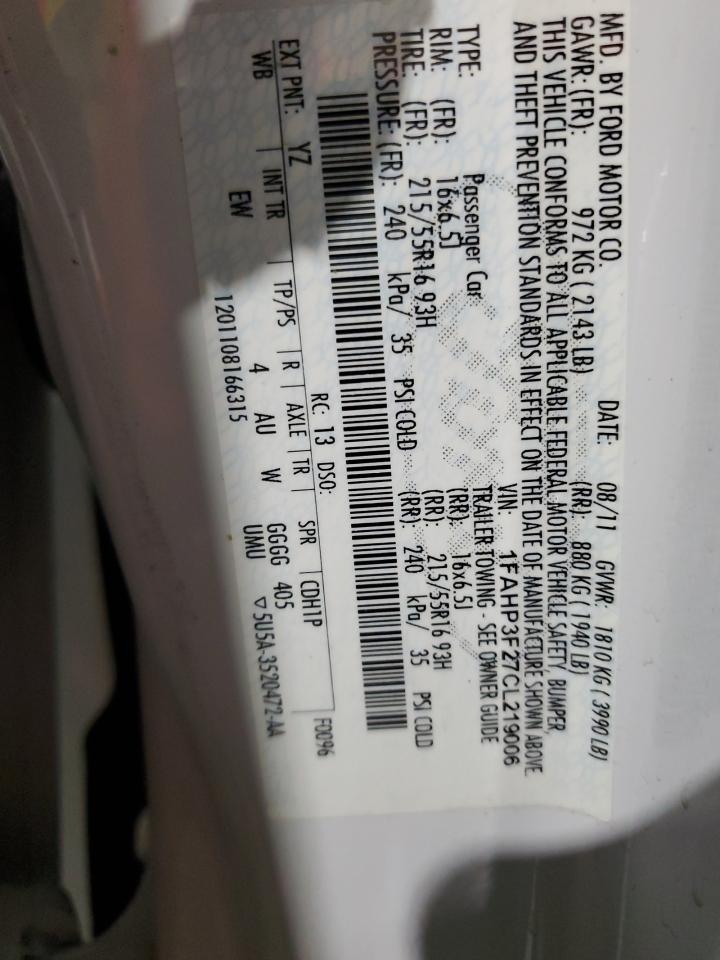 MFD. BY FORD MOTOR CO. DATE: 08/11 GVWR: 1810 KG ( 3990 LB)
GAWR: (FR): 972 KG ( 2143 LB) (RR): 880 KG ( 1940 LB)
THIS VEHICLE CONFORMS TO ALL APPLICABLE FEDERAL MOTOR VEHICLE SAFETY, BUMPER,
AND THEFT PREVENTION STANDARDS IN EFFECT ON THE DATE OF MANUFACTURE SHOWN ABOVE.
VIN: 1FAHP3F27CL219006
TYPE: Passenger Car TRAILER TOWING - SEE OWNER GUIDE
RIM: (FR): 16x6.5J (RR): 16x6.5J
TIRE: (FR): 215/55R16 93H (RR): 215/55R16 93H
PRESSURE: (FR): 240 kPa/ 35 PSI COLD (RR): 240 kPa/ 35 PSI COLD
RC: 13 DSO: F0096
EXT PNT: YZ CDH1P
WB INT TR TP/PS R AXLE TR SPR
EW 4 AU W GGGG 405
UMU
1201108166315 ▽5U5A-3520472-AA